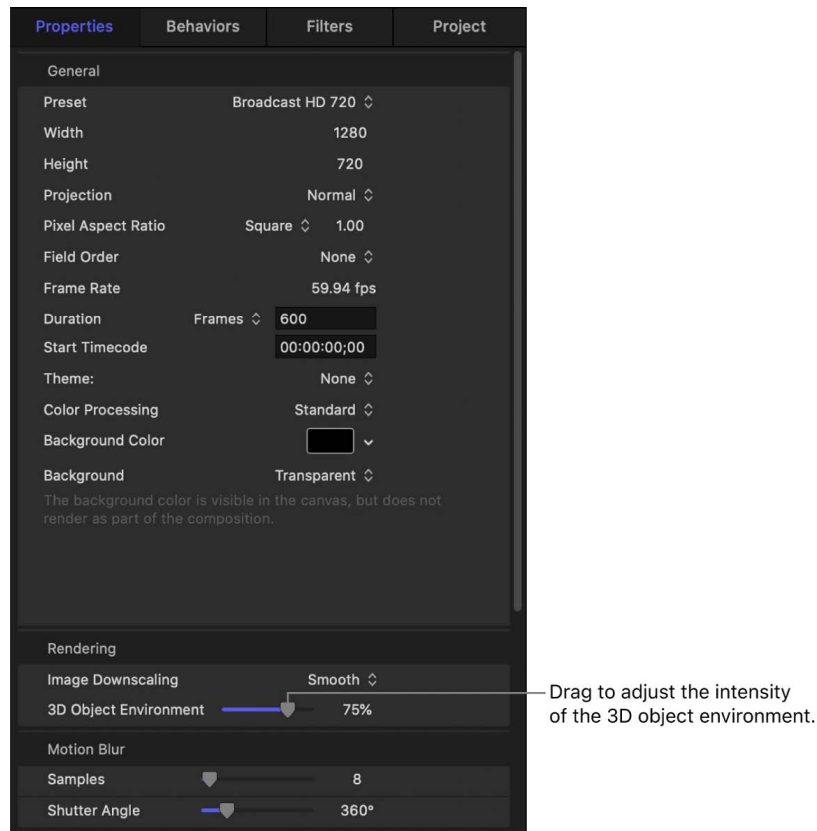 Properties Behaviors Filters Project
General
Preset Broadcast HD 720
Width 1280
Height 720
Projection Normal
Pixel Aspect Ratio Square 1.00
Field Order None
Frame Rate 59.94 fps
Duration Frames 600
Start Timecode 00:00:00;00
Theme: None
Color Processing Standard
Background Color
Background Transparent
The background color is visible in the canvas, but does not
render as part of the composition.
Rendering
Image Downscaling Smooth
3D Object Environment 75%
Drag to adjust the intensity
of the 3D object environment.
Motion Blur
Samples 8
Shutter Angle 360°